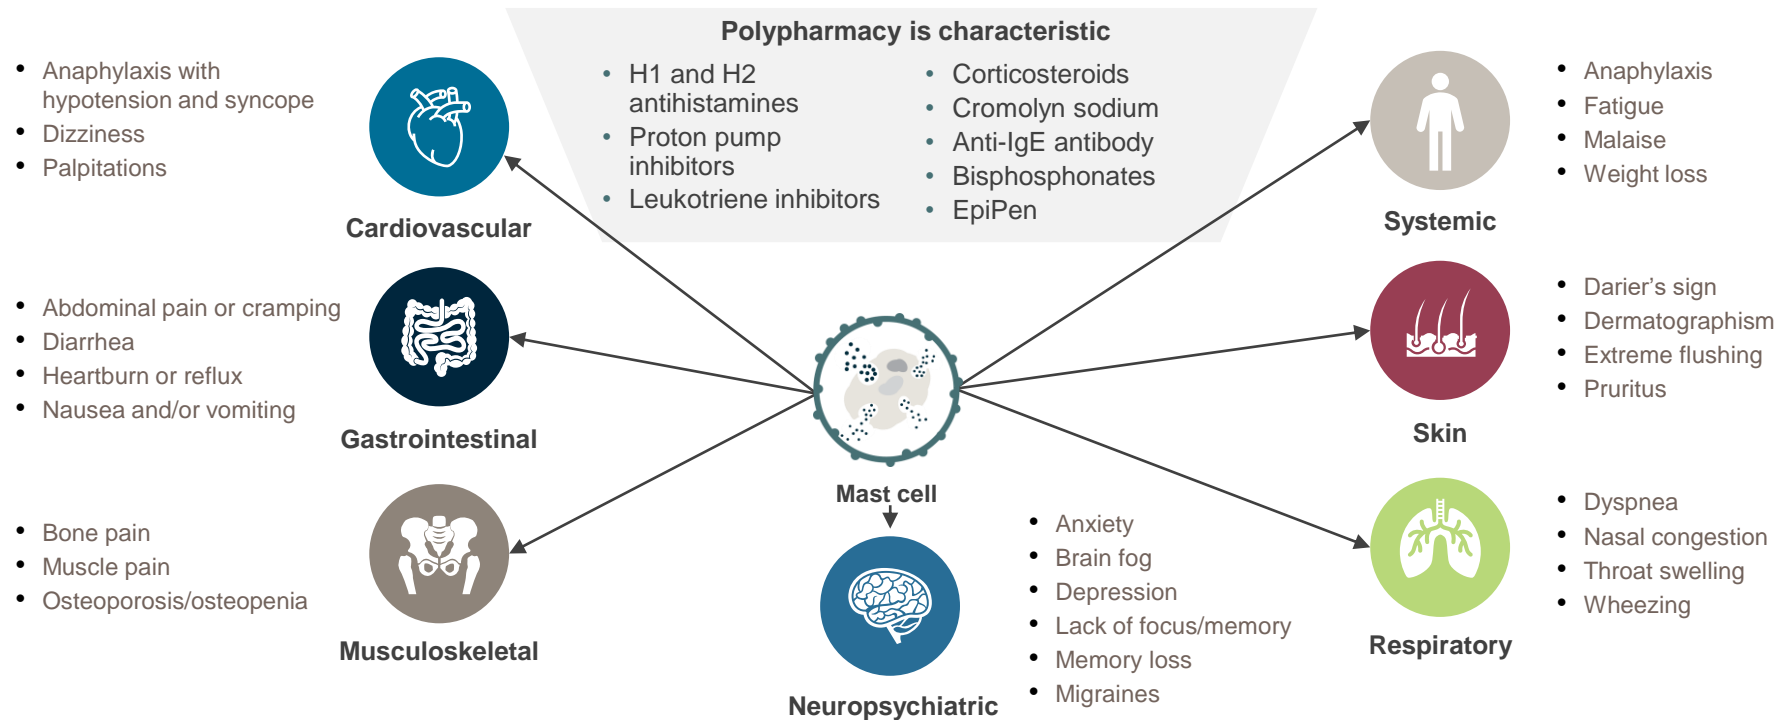 Polypharmacy is characteristic
• H1 and H2
antihistamines
• Proton pump
inhibitors
• Leukotriene inhibitors
• Corticosteroids
• Cromolyn sodium
• Anti-IgE antibody
• Bisphosphonates
• EpiPen
• Anaphylaxis with
hypotension and syncope
• Dizziness
• Palpitations
Cardiovascular
• Abdominal pain or cramping
• Diarrhea
• Heartburn or reflux
• Nausea and/or vomiting
Gastrointestinal
• Bone pain
• Muscle pain
• Osteoporosis/osteopenia
Musculoskeletal
Mast cell
Neuropsychiatric
• Anxiety
• Brain fog
• Depression
• Lack of focus/memory
• Memory loss
• Migraines
Systemic
• Anaphylaxis
• Fatigue
• Malaise
• Weight loss
Skin
• Darier's sign
• Dermatographism
• Extreme flushing
• Pruritus
Respiratory
• Dyspnea
• Nasal congestion
• Throat swelling
• Wheezing